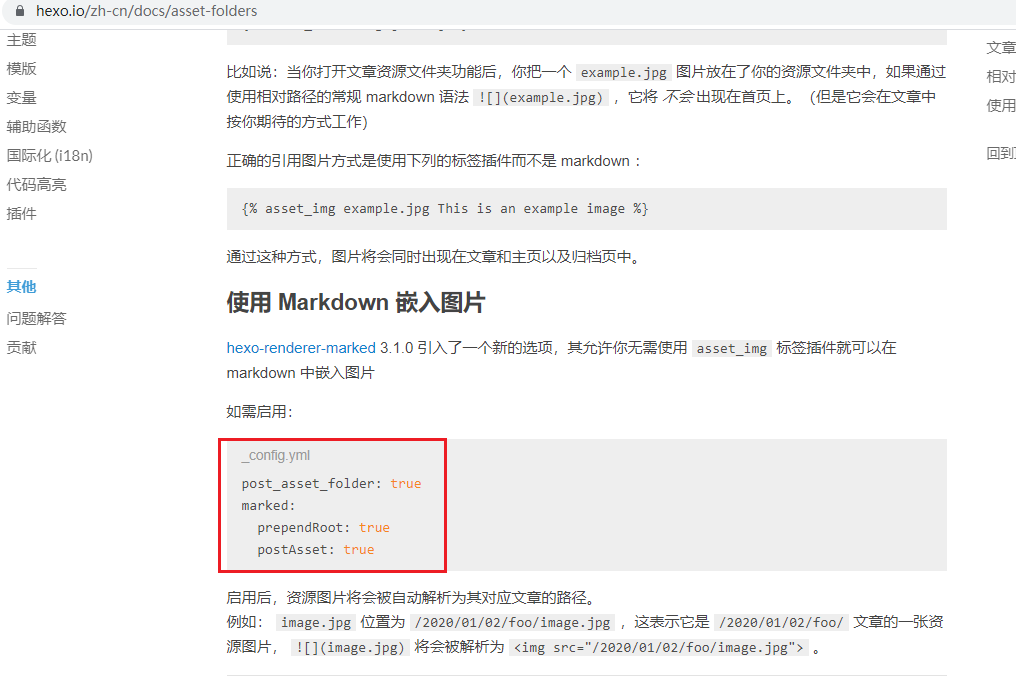 hexo.io/zh-cn/docs/asset-folders
主题
模版
变量
辅助函数
国际化 (i18n)
代码高亮
插件
其他
问题解答
贡献
比如说：当你打开文章资源文件夹功能后，你把一个 example.jpg 图片放在了你的资源文件夹中，如果通过
使用相对路径的常规 markdown 语法 ![](example.jpg) ，它将 不会 出现在首页上。（但是它会在文章中
按你期待的方式工作）
正确的引用图片方式是使用下列的标签插件而不是 markdown ：
{% asset_img example.jpg This is an example image %}
通过这种方式，图片将会同时出现在文章和主页以及归档页中。
使用 Markdown 嵌入图片
hexo-renderer-marked 3.1.0 引入了一个新的选项，其允许你无需使用 asset_img 标签插件就可以在
markdown 中嵌入图片
如需启用：
_config.yml
post_asset_folder: true
marked:
  prependRoot: true
  postAsset: true
启用后，资源图片将会被自动解析为其对应文章的路径。
例如： image.jpg 位置为 /2020/01/02/foo/image.jpg ，这表示它是 /2020/01/02/foo/ 文章的一张资
源图片， ![](image.jpg) 将会被解析为 <img src="/2020/01/02/foo/image.jpg"> 。
文章
相对
使用
回到